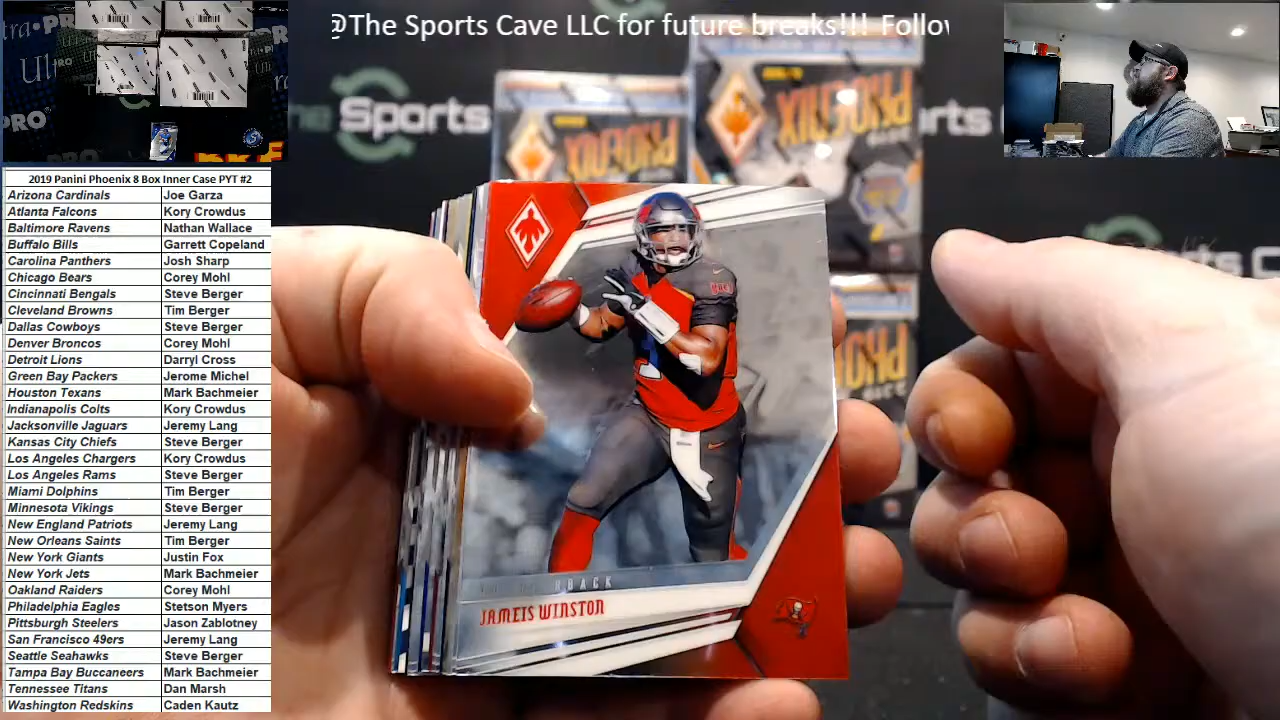 @The Sports Cave LLC for future breaks!!! Follow
2019 Panini Phoenix 8 Box Inner Case PYT #2
Arizona Cardinals Joe Garza
Atlanta Falcons Kory Crowdus
Baltimore Ravens Nathan Wallace
Buffalo Bills Garrett Copeland
Carolina Panthers Josh Sharp
Chicago Bears Corey Mohl
Cincinnati Bengals Steve Berger
Cleveland Browns Tim Berger
Dallas Cowboys Steve Berger
Denver Broncos Corey Mohl
Detroit Lions Darryl Cross
Green Bay Packers Jerome Michel
Houston Texans Mark Bachmeier
Indianapolis Colts Kory Crowdus
Jacksonville Jaguars Jeremy Lang
Kansas City Chiefs Steve Berger
Los Angeles Chargers Kory Crowdus
Los Angeles Rams Steve Berger
Miami Dolphins Tim Berger
Minnesota Vikings Steve Berger
New England Patriots Jeremy Lang
New Orleans Saints Tim Berger
New York Giants Justin Fox
New York Jets Mark Bachmeier
Oakland Raiders Corey Mohl
Philadelphia Eagles Stetson Myers
Pittsburgh Steelers Jason Zablotney
San Francisco 49ers Jeremy Lang
Seattle Seahawks Steve Berger
Tampa Bay Buccaneers Mark Bachmeier
Tennessee Titans Dan Marsh
Washington Redskins Caden Kautz
Sports
PHOENIX
PHOENIX
PHOENIX
JAMEIS WINSTON
PRO